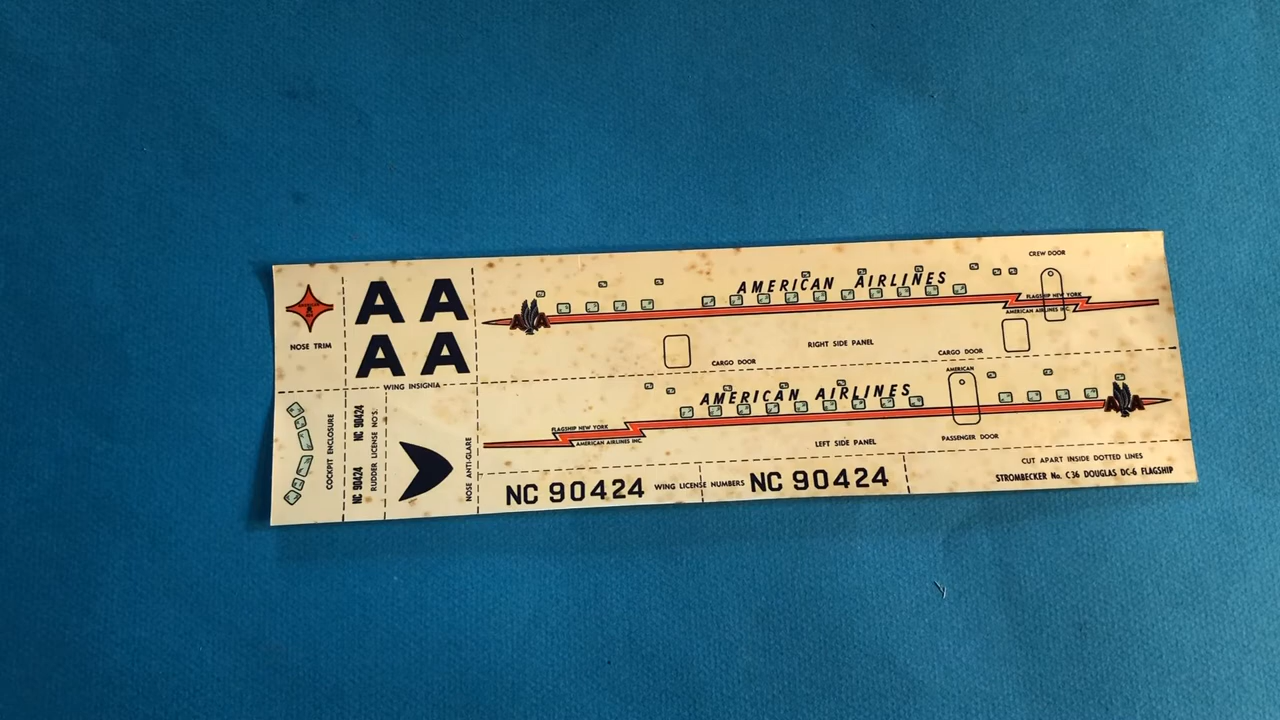 NOSE TRIM
A A
A A
WING INSIGNIA
COCKPIT ENCLOSURE
NC 90424 NC 90424
RUDDER LICENSE NO'S:
NOSE ANTI-GLARE
CREW DOOR
AMERICAN AIRLINES
FLAGSHIP NEW YORK
AMERICAN AIRLINES INC.
A A
RIGHT SIDE PANEL
CARGO DOOR
CARGO DOOR
AMERICAN
AMERICAN AIRLINES
A A
FLAGSHIP NEW YORK
AMERICAN AIRLINES INC.
LEFT SIDE PANEL
PASSENGER DOOR
NC 90424
WING LICENSE NUMBERS
NC 90424
CUT APART INSIDE DOTTED LINES
STROMBECKER No. C36 DOUGLAS DC-6 FLAGSHIP